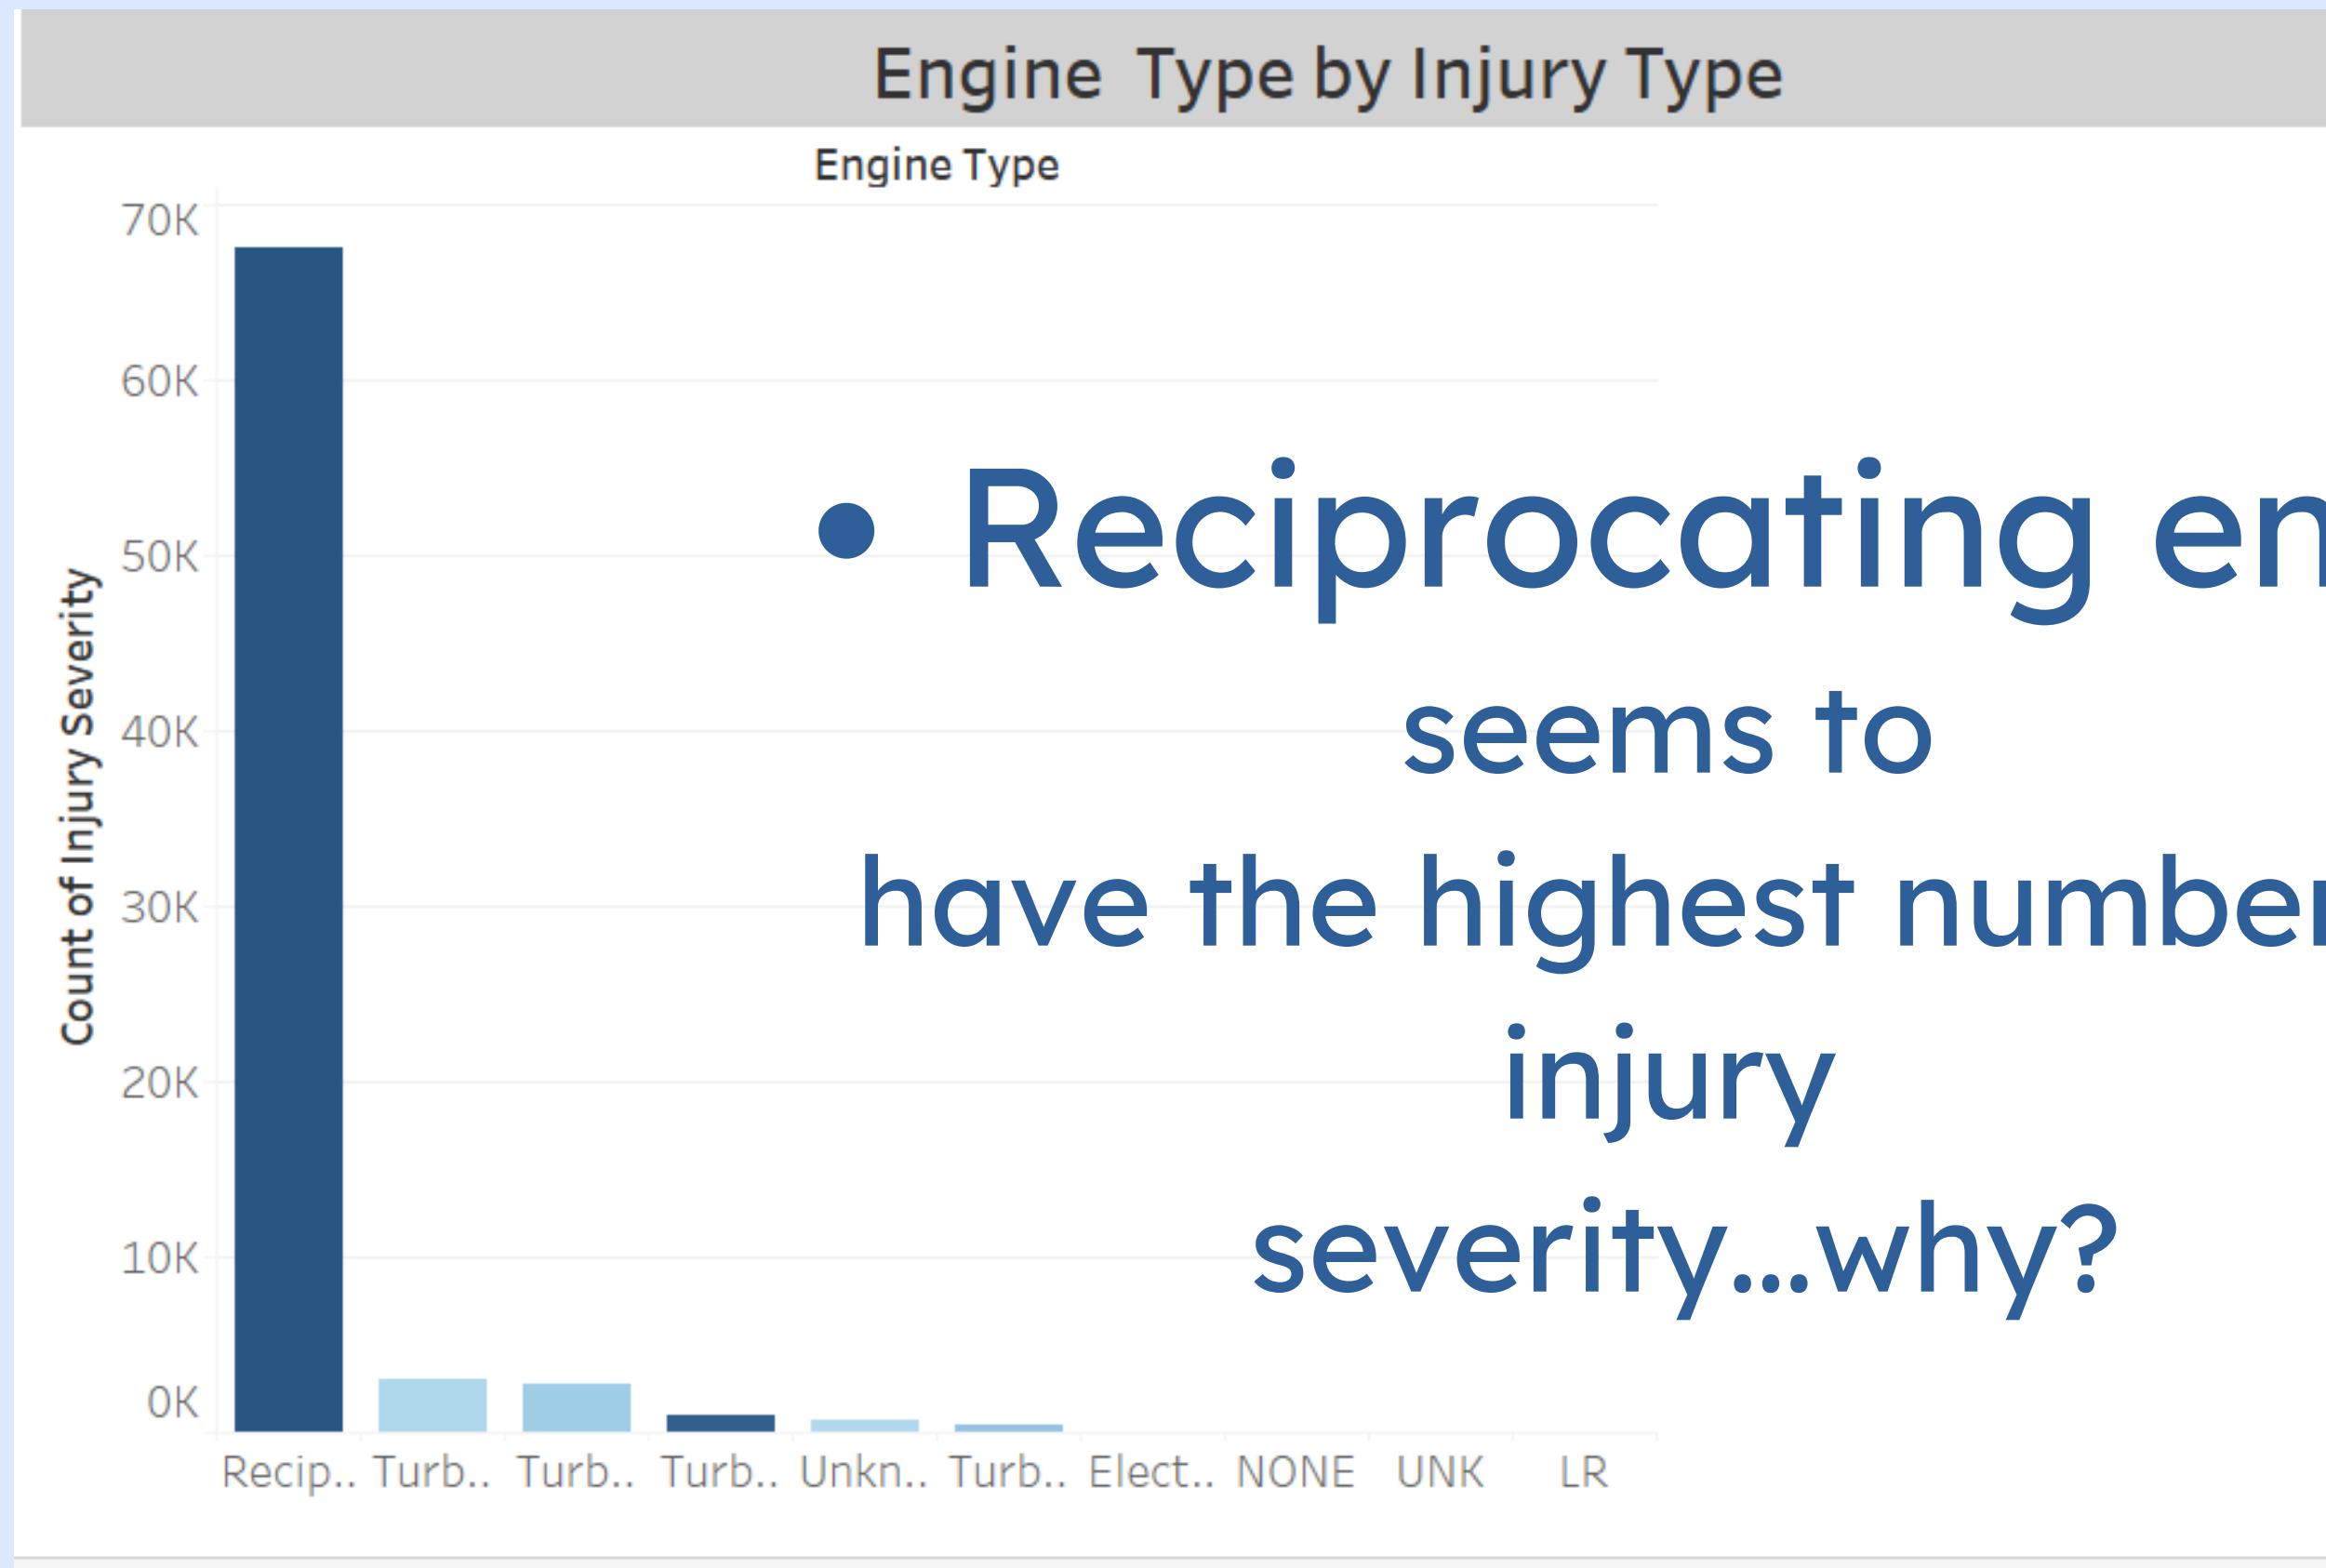 Engine Type by Injury Type
Engine Type
70K
60K
50K
40K
30K
20K
10K
0K
Count of Injury Severity
• Reciprocating en
seems to
have the highest number
injury
severity...why?
Recip.. Turb.. Turb.. Turb.. Unkn.. Turb.. Elect.. NONE UNK LR